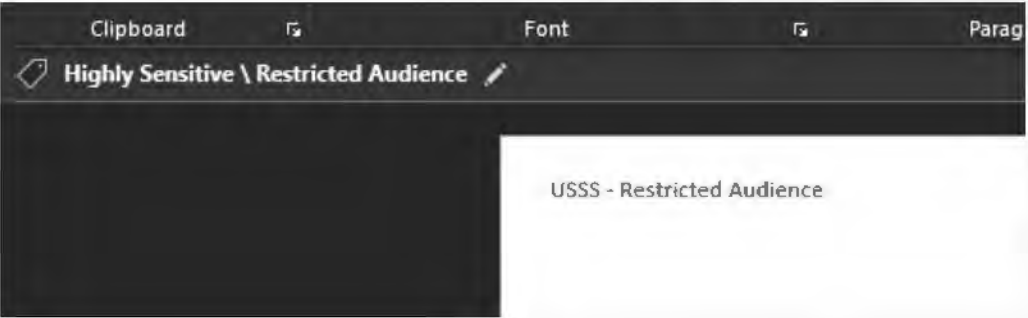 Clipboard Font Parag
Highly Sensitive \ Restricted Audience
USSS - Restricted Audience